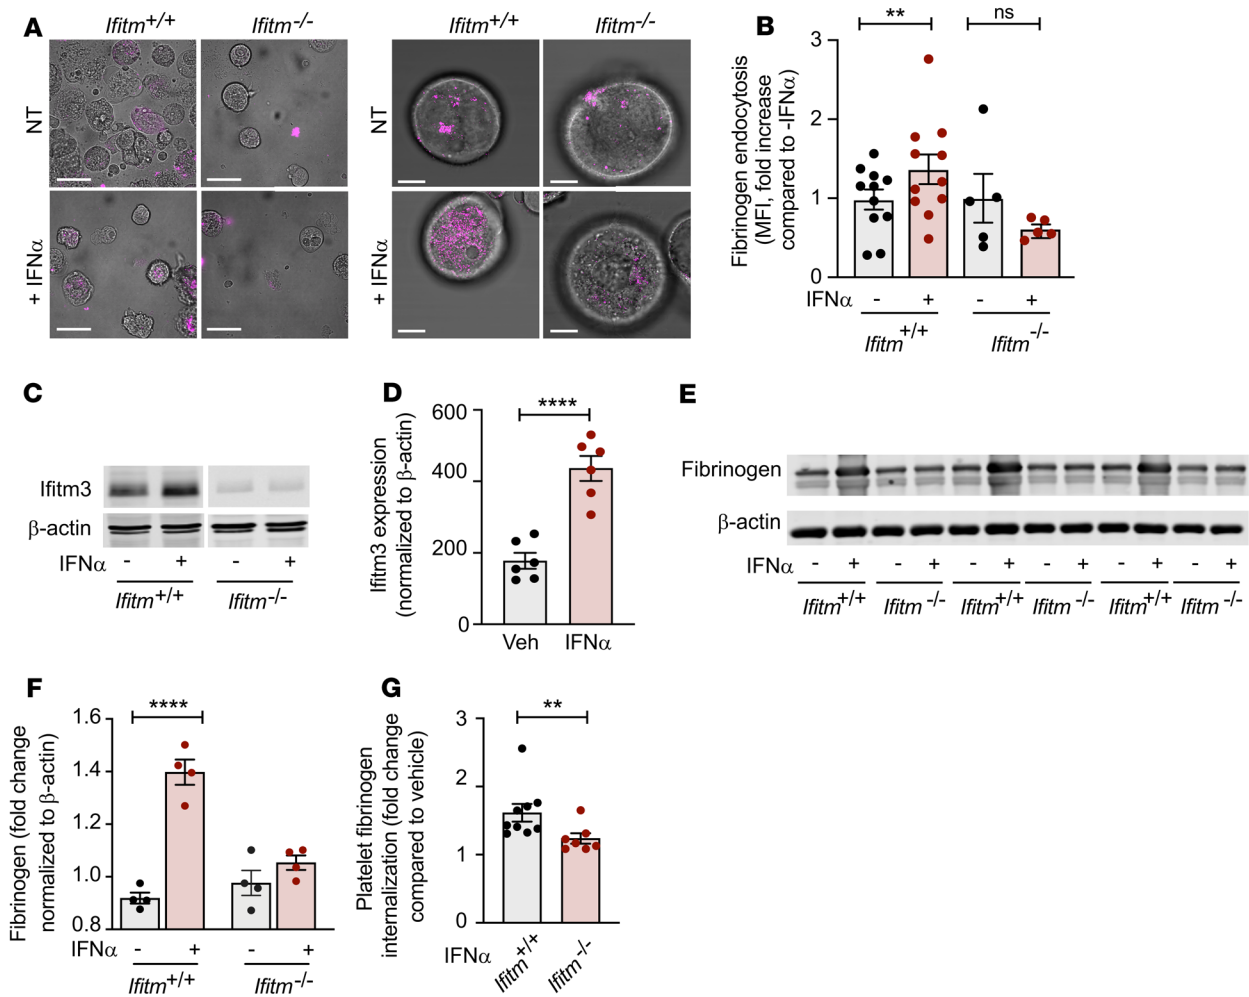 A
Ifitm+/+
Ifitm-/-
Ifitm+/+
Ifitm-/-
NT
+ IFNα
NT
+ IFNα
B
**
ns
Fibrinogen endocytosis
(MFI, fold increase
compared to -IFNα)
3
2
1
0
IFNα - + - +
Ifitm+/+
Ifitm-/-
C
Ifitm3
β-actin
IFNα - + - +
Ifitm+/+
Ifitm-/-
D
****
Ifitm3 expression
(normalized to β-actin)
600
400
200
0
Veh
IFNα
E
Fibrinogen
β-actin
IFNα - + - + - + - + - + - +
Ifitm+/+ Ifitm -/- Ifitm+/+ Ifitm -/- Ifitm+/+ Ifitm -/-
F
****
Fibrinogen (fold change
normalized to β-actin)
1.6
1.4
1.2
1.0
0.8
IFNα - + - +
Ifitm+/+
Ifitm-/-
G
**
Platelet fibrinogen
internalization (fold change
compared to vehicle)
3
2
1
0
IFNα
Ifitm+/+
Ifitm-/-